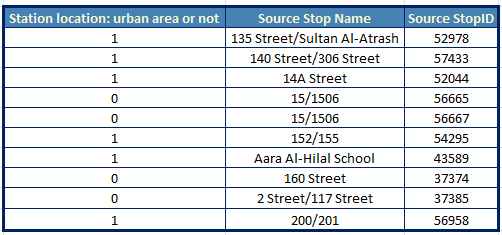 Station location: urban area or not Source Stop Name Source StopID
1 135 Street/Sultan Al-Atrash 52978
1 140 Street/306 Street 57433
1 14A Street 52044
0 15/1506 56665
0 15/1506 56667
1 152/155 54295
1 Aara Al-Hilal School 43589
0 160 Street 37374
0 2 Street/117 Street 37385
1 200/201 56958